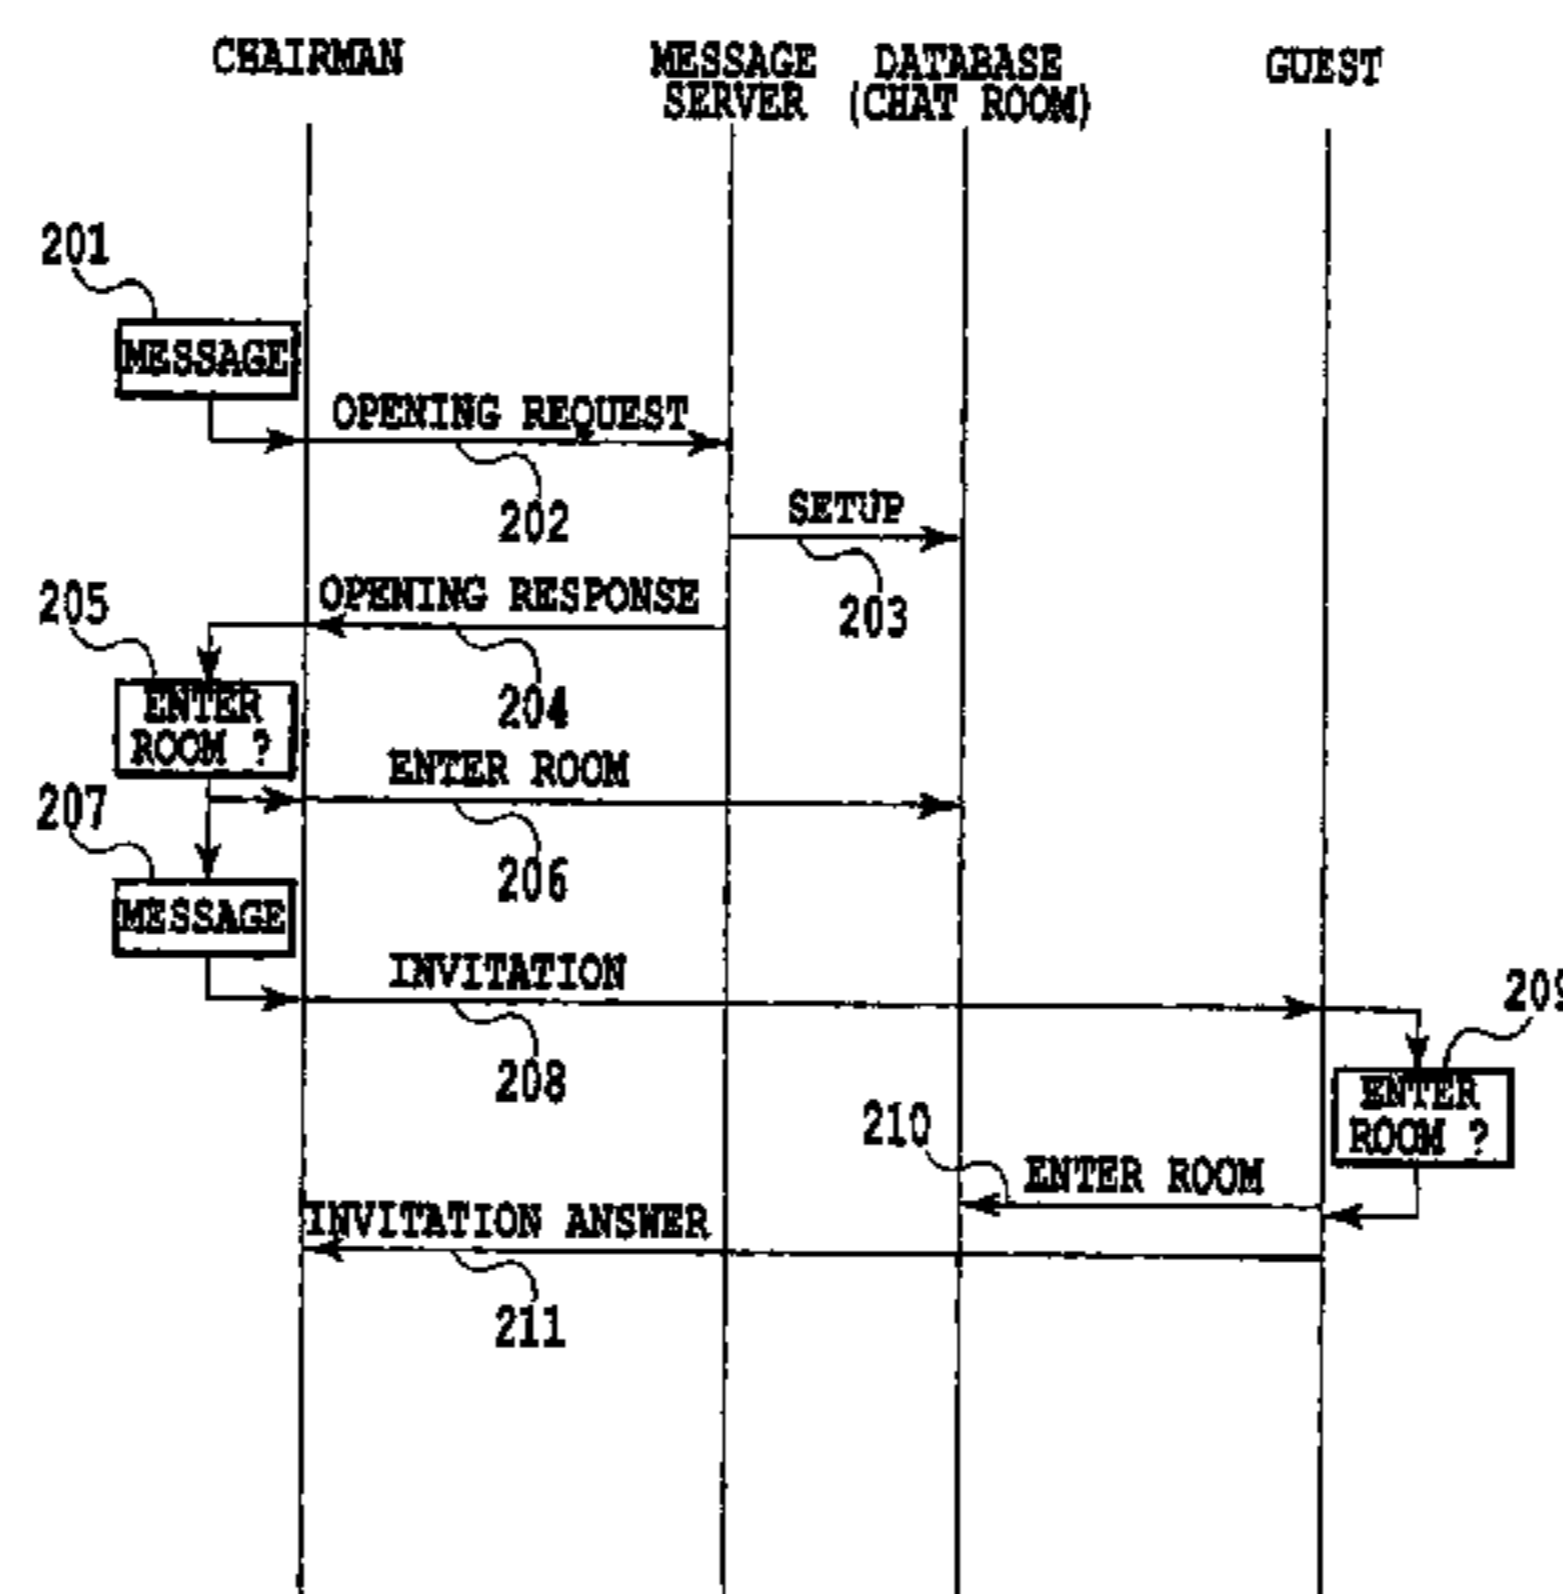 CHAIRMAN
MESSAGE
SERVER
DATABASE
(CHAT ROOM)
GUEST
201
MESSAGE
OPENING REQUEST
202
SETUP
203
OPENING RESPONSE
204
205
ENTER
ROOM ?
ENTER ROOM
206
207
MESSAGE
INVITATION
208
209
ENTER
ROOM ?
210
ENTER ROOM
INVITATION ANSWER
211